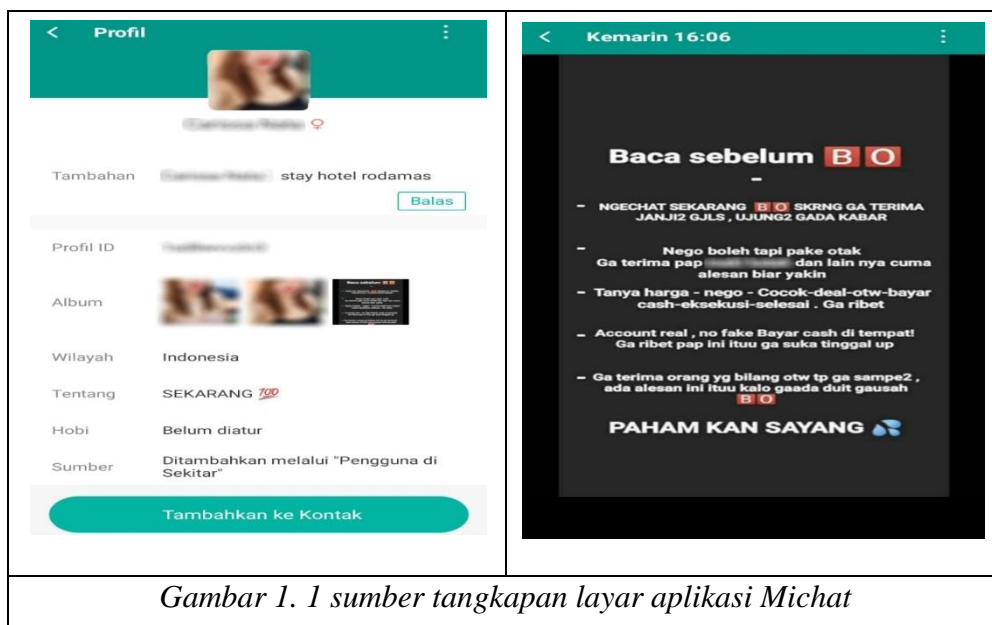 Profil
♀
Tambahan stay hotel rodamas
Balas
Profil ID
Album
Wilayah Indonesia
Tentang SEKARANG 💯
Hobi Belum diatur
Sumber Ditambahkan melalui "Pengguna di
Sekitar"
Tambahkan ke Kontak
Kemarin 16:06
Baca sebelum 🅱🅾
-
- NGECHAT SEKARANG 🅱🅾 SKRNG GA TERIMA
JANJI2 GJLS , UJUNG2 GADA KABAR
- Nego boleh tapi pake otak
Ga terima pap dan lain nya cuma
alesan biar yakin
- Tanya harga - nego - Cocok-deal-otw-bayar
cash-eksekusi-selesai . Ga ribet
- Account real , no fake Bayar cash di tempat!
Ga ribet pap ini ituu ga suka tinggal up
- Ga terima orang yg bilang otw tp ga sampe2 ,
ada alesan ini ituu kalo gaada duit gausah
🅱🅾
PAHAM KAN SAYANG 💦
Gambar 1. 1 sumber tangkapan layar aplikasi Michat